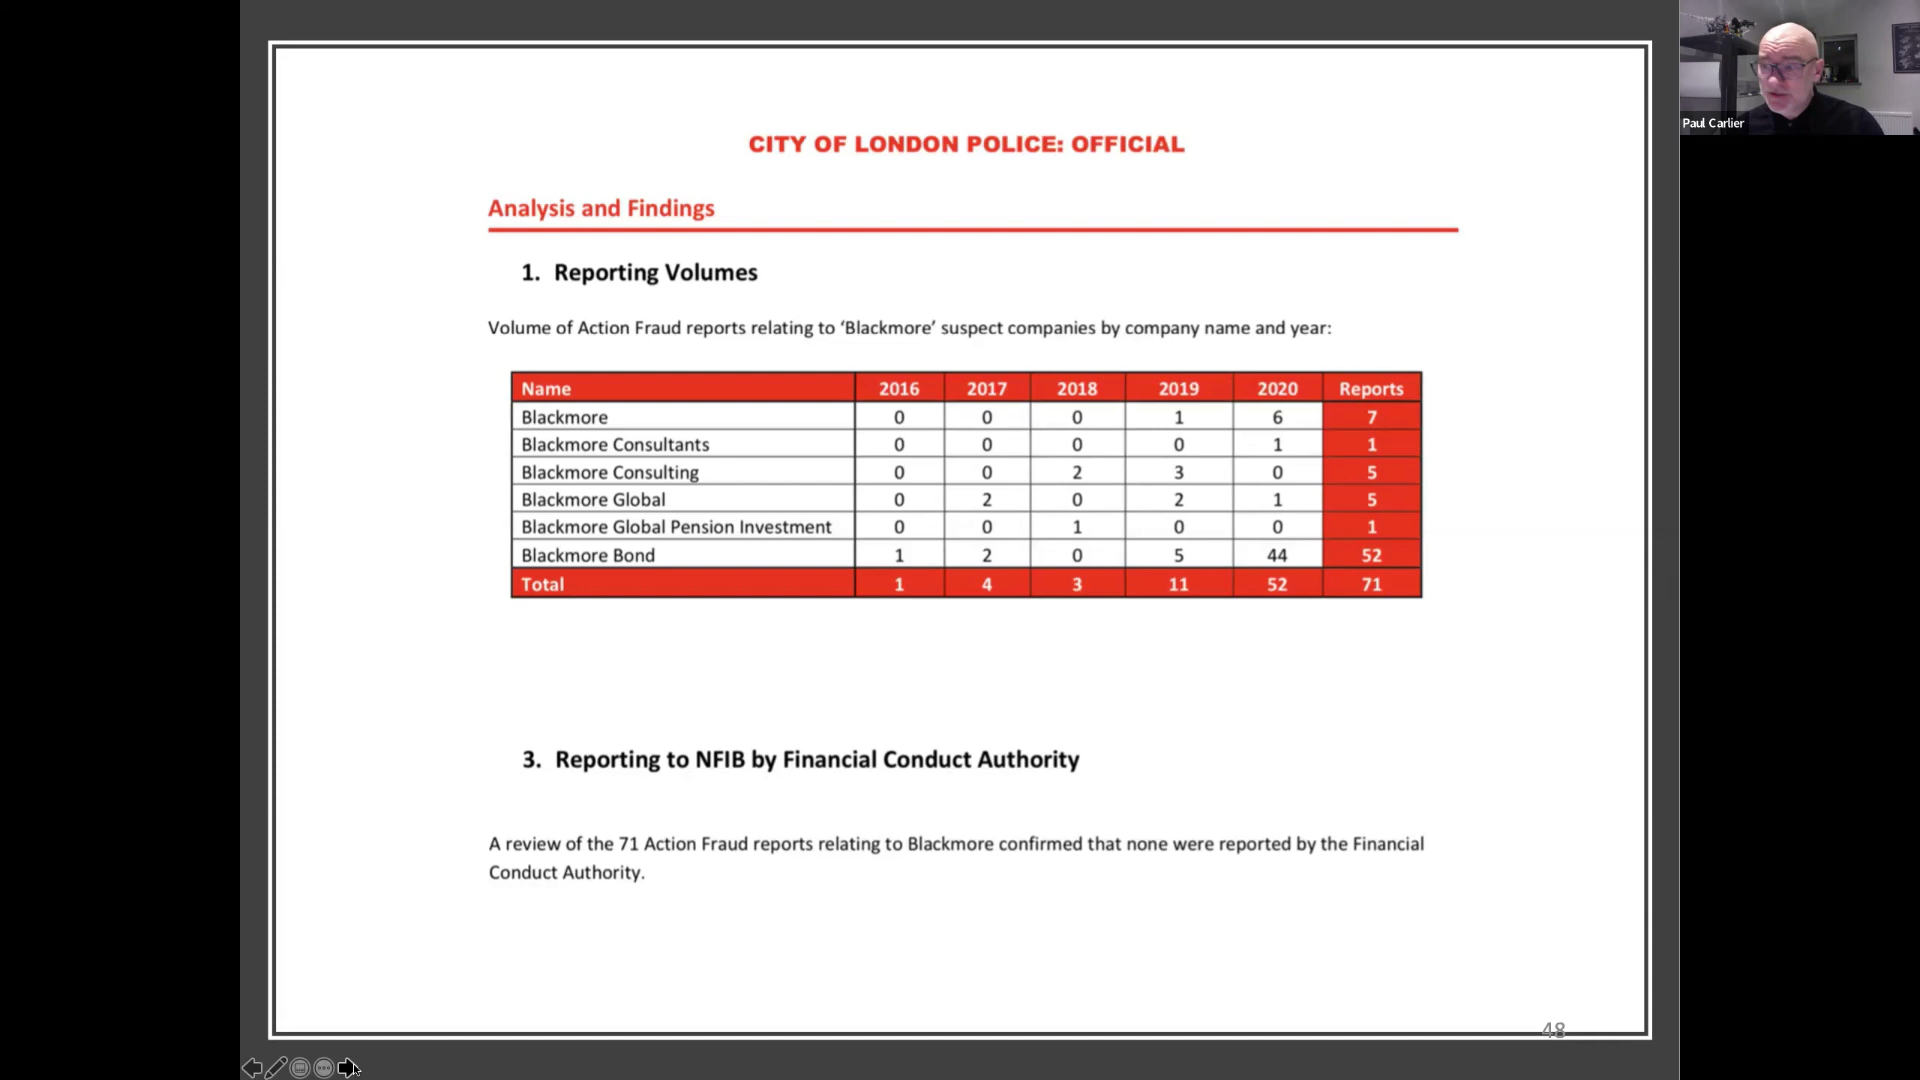 CITY OF LONDON POLICE: OFFICIAL
Analysis and Findings
1. Reporting Volumes
Volume of Action Fraud reports relating to ‘Blackmore’ suspect companies by company name and year:
Name 2016 2017 2018 2019 2020 Reports
Blackmore 0 0 0 1 6 7
Blackmore Consultants 0 0 0 0 1 1
Blackmore Consulting 0 0 2 3 0 5
Blackmore Global 0 2 0 2 1 5
Blackmore Global Pension Investment 0 0 1 0 0 1
Blackmore Bond 1 2 0 5 44 52
Total 1 4 3 11 52 71
3. Reporting to NFIB by Financial Conduct Authority
A review of the 71 Action Fraud reports relating to Blackmore confirmed that none were reported by the Financial
Conduct Authority.
48
Paul Carlier